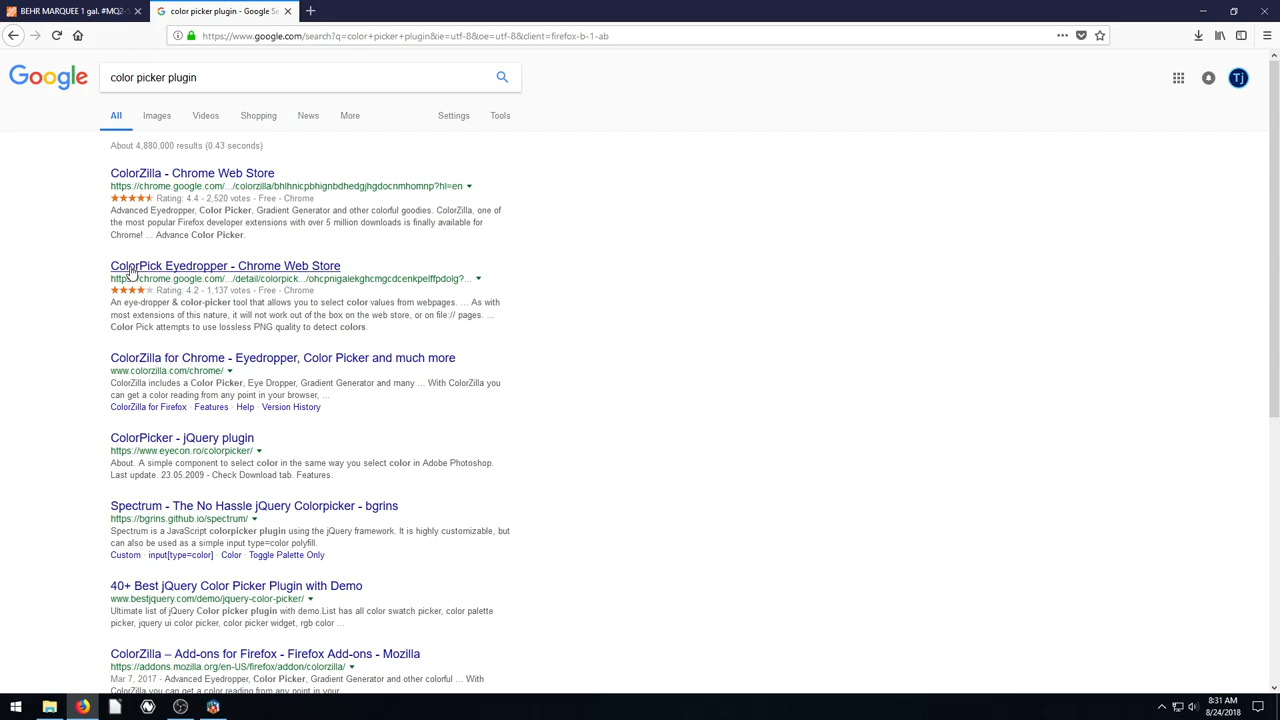 BEHR MARQUEE 1 gal. #MQ2-
color picker plugin - Google Se
https://www.google.com/search?q=color+picker+plugin&ie=utf-8&oe=utf-8&client=firefox-b-1-ab
Google
color picker plugin
Tj
All Images Videos Shopping News More Settings Tools
About 4,880,000 results (0.43 seconds)
ColorZilla - Chrome Web Store
https://chrome.google.com/.../colorzilla/bhlhnicpbhignbdhedgjhgdocnmhomnp?hl=en
Rating: 4.4 - 2,520 votes - Free - Chrome
Advanced Eyedropper, Color Picker, Gradient Generator and other colorful goodies. ColorZilla, one of
the most popular Firefox developer extensions with over 5 million downloads is finally available for
Chrome! ... Advance Color Picker.
ColorPick Eyedropper - Chrome Web Store
https://chrome.google.com/.../detail/colorpick.../ohcpnigalekghcmgcdcenkpelffpdolg?...
Rating: 4.2 - 1,137 votes - Free - Chrome
An eye-dropper & color-picker tool that allows you to select color values from webpages. ... As with
most extensions of this nature, it will not work out of the box on the web store, or on file:// pages. ...
Color Pick attempts to use lossless PNG quality to detect colors.
ColorZilla for Chrome - Eyedropper, Color Picker and much more
www.colorzilla.com/chrome/
ColorZilla includes a Color Picker, Eye Dropper, Gradient Generator and many ... With ColorZilla you
can get a color reading from any point in your browser, ...
ColorZilla for Firefox · Features · Help · Version History
ColorPicker - jQuery plugin
https://www.eyecon.ro/colorpicker/
About. A simple component to select color in the same way you select color in Adobe Photoshop.
Last update. 23.05.2009 - Check Download tab. Features.
Spectrum - The No Hassle jQuery Colorpicker - bgrins
https://bgrins.github.io/spectrum/
Spectrum is a JavaScript colorpicker plugin using the jQuery framework. It is highly customizable, but
can also be used as a simple input type=color polyfill.
Custom · input[type=color] · Color · Toggle Palette Only
40+ Best jQuery Color Picker Plugin with Demo
www.bestjquery.com/demo/jquery-color-picker/
Ultimate list of jQuery Color picker plugin with demo.List has all color swatch picker, color palette
picker, jquery ui color picker, color picker widget, rgb color ...
ColorZilla – Add-ons for Firefox - Firefox Add-ons - Mozilla
https://addons.mozilla.org/en-US/firefox/addon/colorzilla/
Mar 7, 2017 - Advanced Eyedropper, Color Picker, Gradient Generator and other colorful ... With
ColorZilla you can get a color reading from any point in your
8:31 AM
8/24/2018